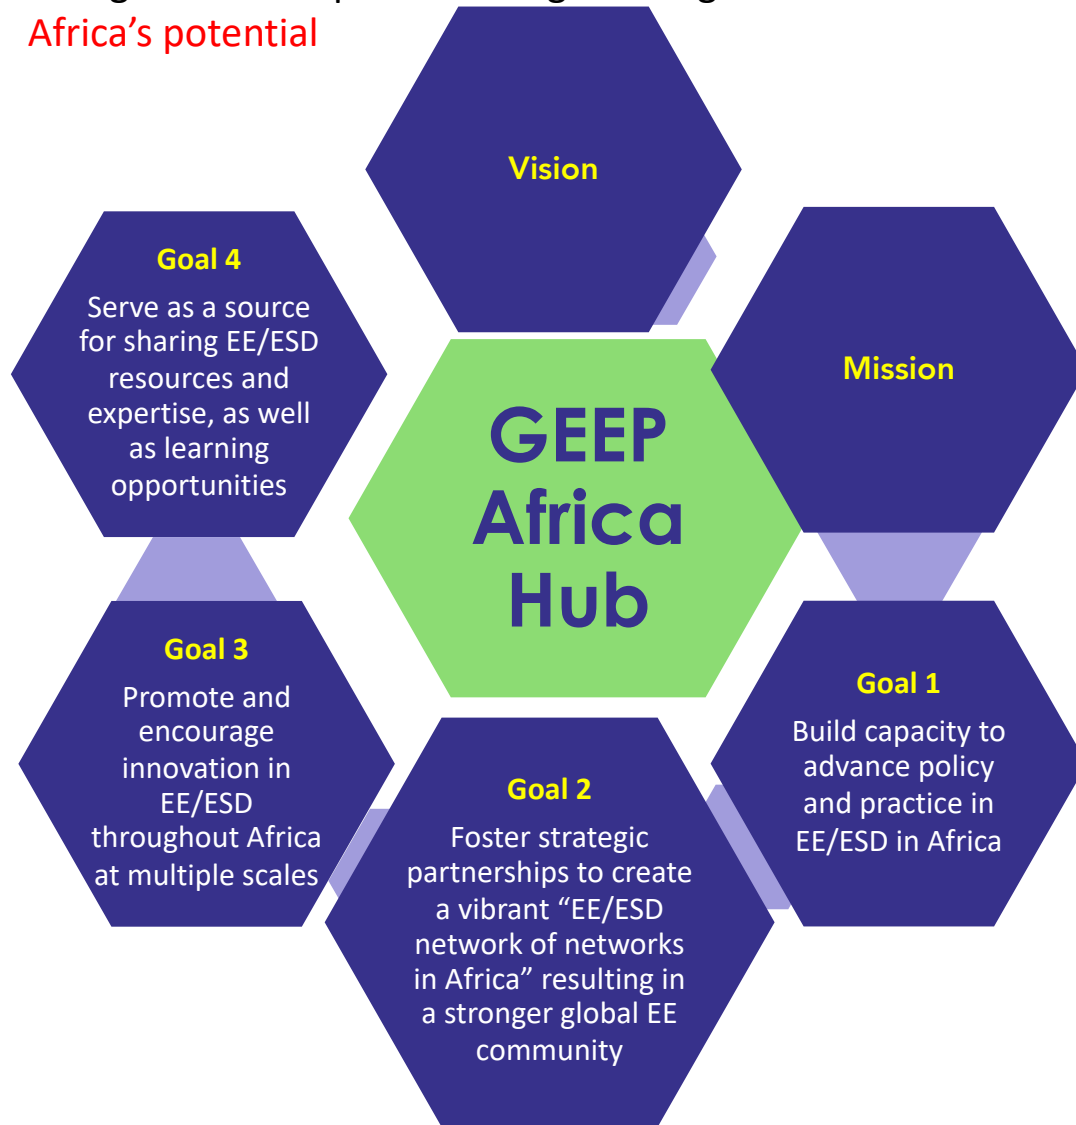 Africa’s potential
Vision
Mission
GEEP
Africa
Hub
Goal 1
Build capacity to
advance policy
and practice in
EE/ESD in Africa
Goal 2
Foster strategic
partnerships to create
a vibrant “EE/ESD
network of networks
in Africa” resulting in
a stronger global EE
community
Goal 3
Promote and
encourage
innovation in
EE/ESD
throughout Africa
at multiple scales
Goal 4
Serve as a source
for sharing EE/ESD
resources and
expertise, as well
as learning
opportunities